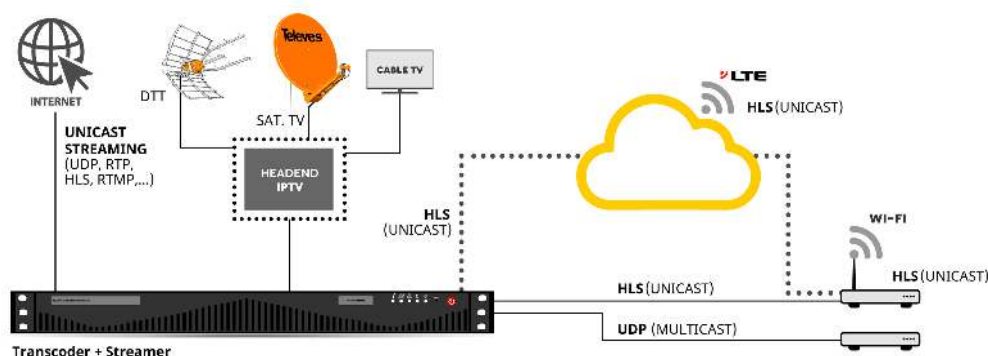 INTERNET
UNICAST
STREAMING
(UDP, RTP,
HLS, RTMP,...)
DTT
Televes
SAT. TV
CABLE TV
HEADEND
IPTV
HLS
(UNICAST)
LTE
HLS (UNICAST)
WI-FI
HLS (UNICAST)
HLS (UNICAST)
UDP (MULTICAST)
Transcoder + Streamer